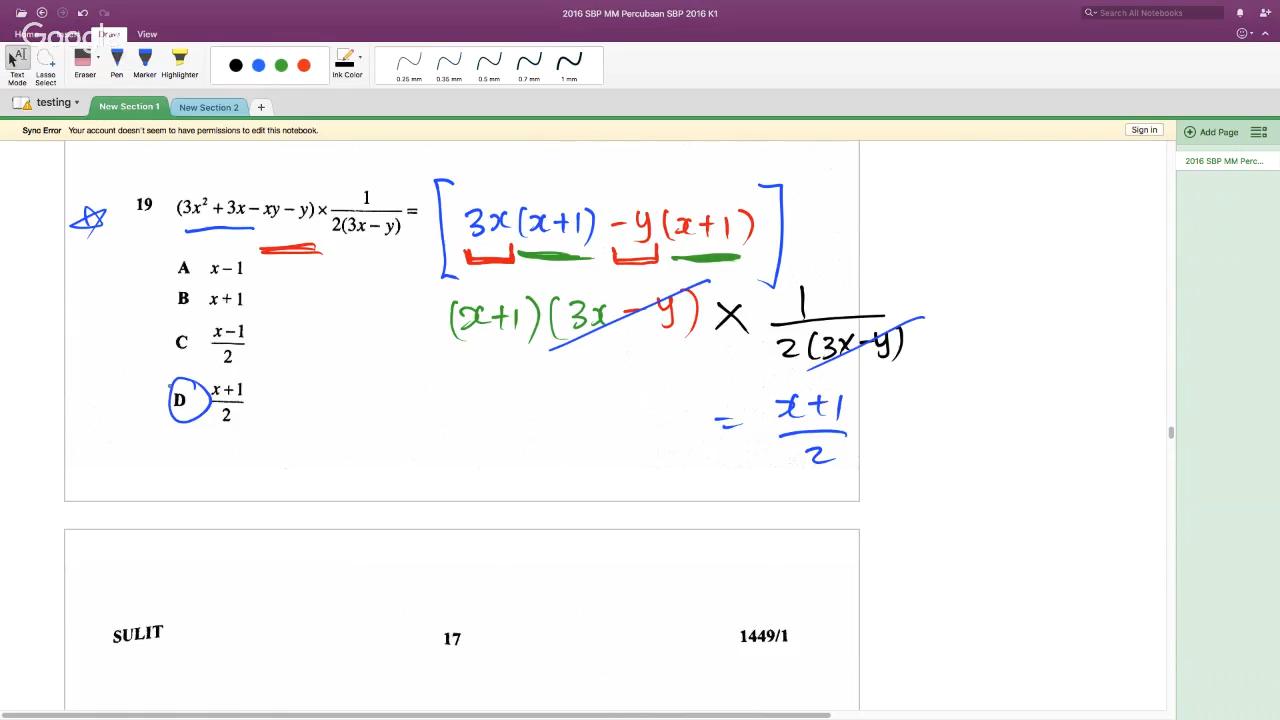 2016 SBP MM Percubaan SBP 2016 K1
Search All Notebooks
Google
Home Insert Draw View
Text Mode
Lasso Select
Eraser
Pen
Marker
Highlighter
Ink Color
0.25 mm
0.35 mm
0.5 mm
0.7 mm
1 mm
testing
New Section 1
New Section 2
+
Sync Error Your account doesn't seem to have permissions to edit this notebook.
Sign in
Add Page
2016 SBP MM Perc...
19 (3x² + 3x – xy – y) × 1/2(3x – y) =
[3x(x+1) -y(x+1)]
A x – 1
B x + 1
(x+1)(3x - y) × 1/2(3x-y)
C x – 1/2
D x + 1/2
= x+1/2
SULIT 17 1449/1